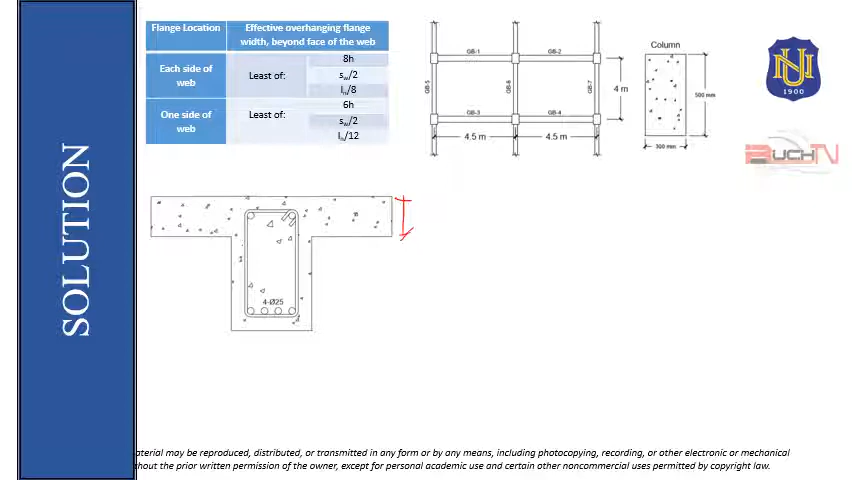 SOLUTION
Flange Location
Effective overhanging flange
width, beyond face of the web
Each side of
web
Least of:
8h
sw/2
ln/8
One side of
web
Least of:
6h
sw/2
ln/12
GB-1
GB-2
GB-5
GB-6
GB-7
GB-3
GB-4
4 m
4.5 m
4.5 m
Column
500 mm
300 mm
1900
4-Ø25
aterial may be reproduced, distributed, or transmitted in any form or by any means, including photocopying, recording, or other electronic or mechanical
hout the prior written permission of the owner, except for personal academic use and certain other noncommercial uses permitted by copyright law.